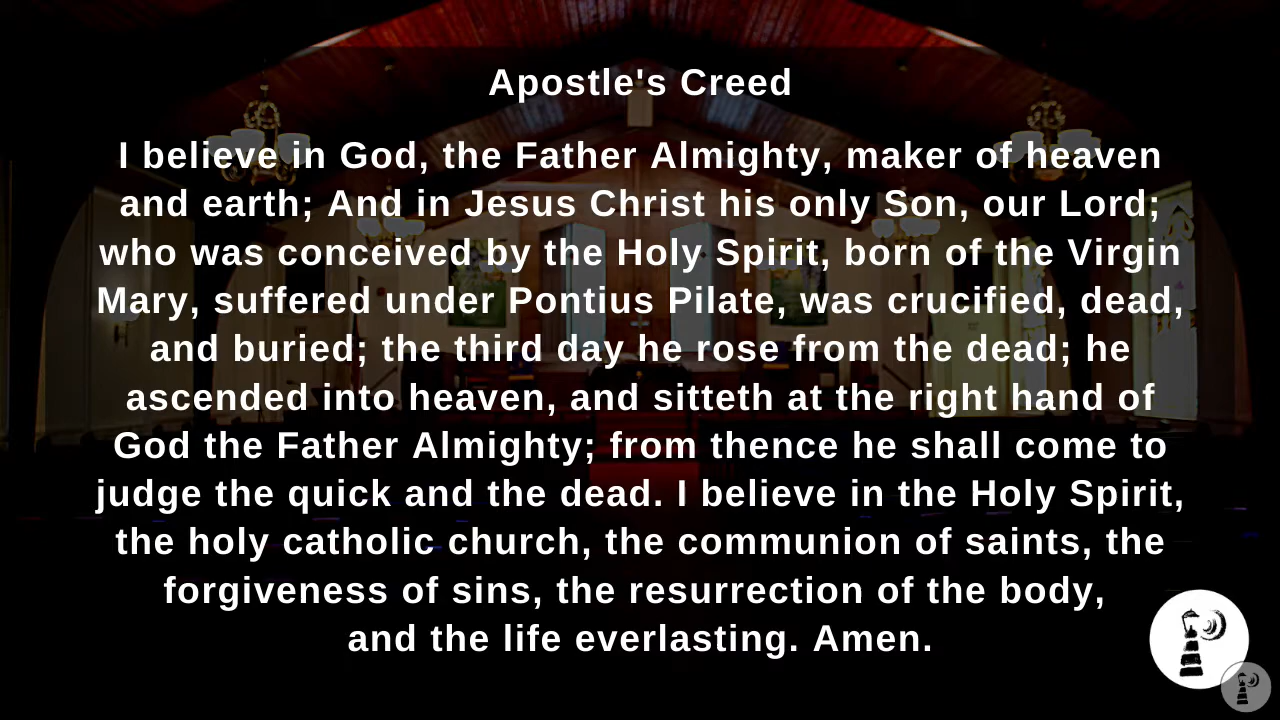 Apostle's Creed
I believe in God, the Father Almighty, maker of heaven
and earth; And in Jesus Christ his only Son, our Lord;
who was conceived by the Holy Spirit, born of the Virgin
Mary, suffered under Pontius Pilate, was crucified, dead,
and buried; the third day he rose from the dead; he
ascended into heaven, and sitteth at the right hand of
God the Father Almighty; from thence he shall come to
judge the quick and the dead. I believe in the Holy Spirit,
the holy catholic church, the communion of saints, the
forgiveness of sins, the resurrection of the body,
and the life everlasting. Amen.